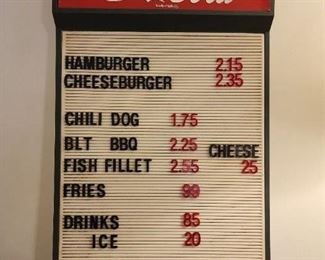 HAMBURGER 2.15
CHEESEBURGER 2.35
CHILI DOG 1.75
BLT BBQ 2.25 CHEESE
FISH FILLET 2.55 25
FRIES 99
DRINKS 85
ICE 20